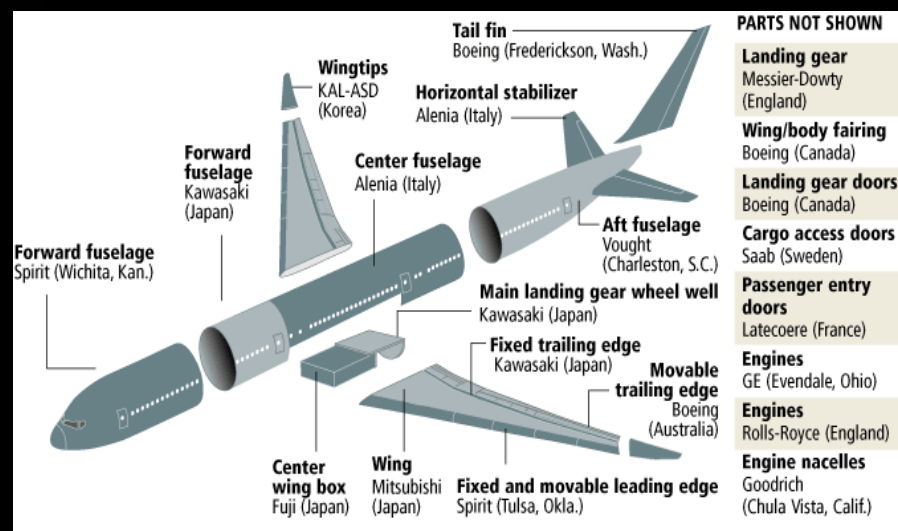 Tail fin
Boeing (Frederickson, Wash.)
Wingtips
KAL-ASD
(Korea)
Horizontal stabilizer
Alenia (Italy)
Forward
fuselage
Kawasaki
(Japan)
Center fuselage
Alenia (Italy)
Forward fuselage
Spirit (Wichita, Kan.)
Aft fuselage
Vought
(Charleston, S.C.)
Main landing gear wheel well
Kawasaki (Japan)
Fixed trailing edge
Kawasaki (Japan)
Movable
trailing edge
Boeing
(Australia)
Center
wing box
Fuji (Japan)
Wing
Mitsubishi
(Japan)
Fixed and movable leading edge
Spirit (Tulsa, Okla.)
PARTS NOT SHOWN
Landing gear
Messier-Dowty
(England)
Wing/body fairing
Boeing (Canada)
Landing gear doors
Boeing (Canada)
Cargo access doors
Saab (Sweden)
Passenger entry
doors
Latecoere (France)
Engines
GE (Evendale, Ohio)
Engines
Rolls-Royce (England)
Engine nacelles
Goodrich
(Chula Vista, Calif.)